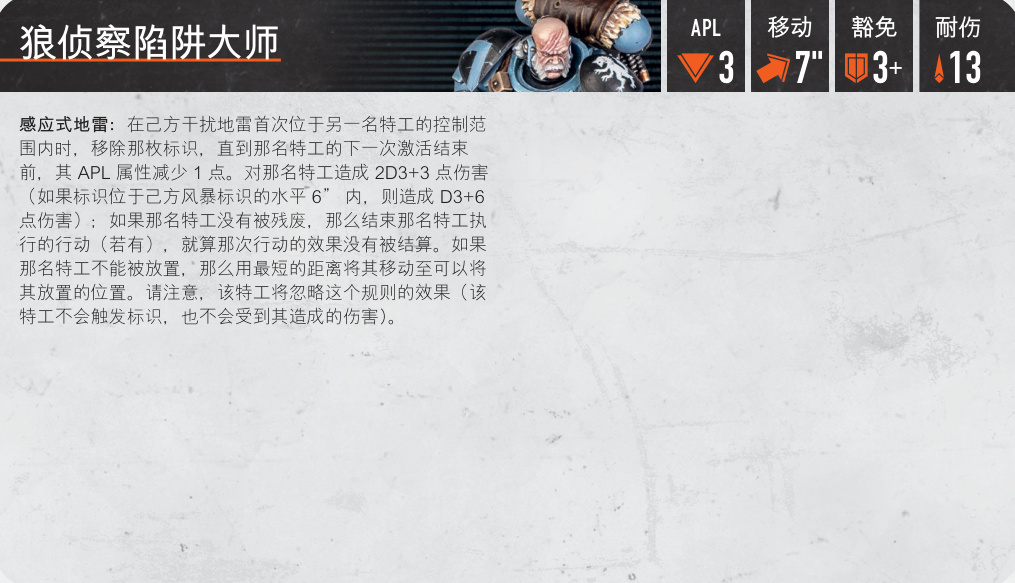 狼侦察陷阱大师
APL 移动 豁免 耐伤
3 7" 3+ 13
感应式地雷：在己方干扰地雷首次位于另一名特工的控制范
围内时，移除那枚标识，直到那名特工的下一次激活结束
前，其 APL 属性减少 1 点。对那名特工造成 2D3+3 点伤害
（如果标识位于己方风暴标识的水平 6” 内，则造成 D3+6
点伤害）；如果那名特工没有被残废，那么结束那名特工执
行的行动（若有），就算那次行动的效果没有被结算。如果
那名特工不能被放置，那么用最短的距离将其移动至可以将
其放置的位置。请注意，该特工将忽略这个规则的效果（该
特工不会触发标识，也不会受到其造成的伤害）。